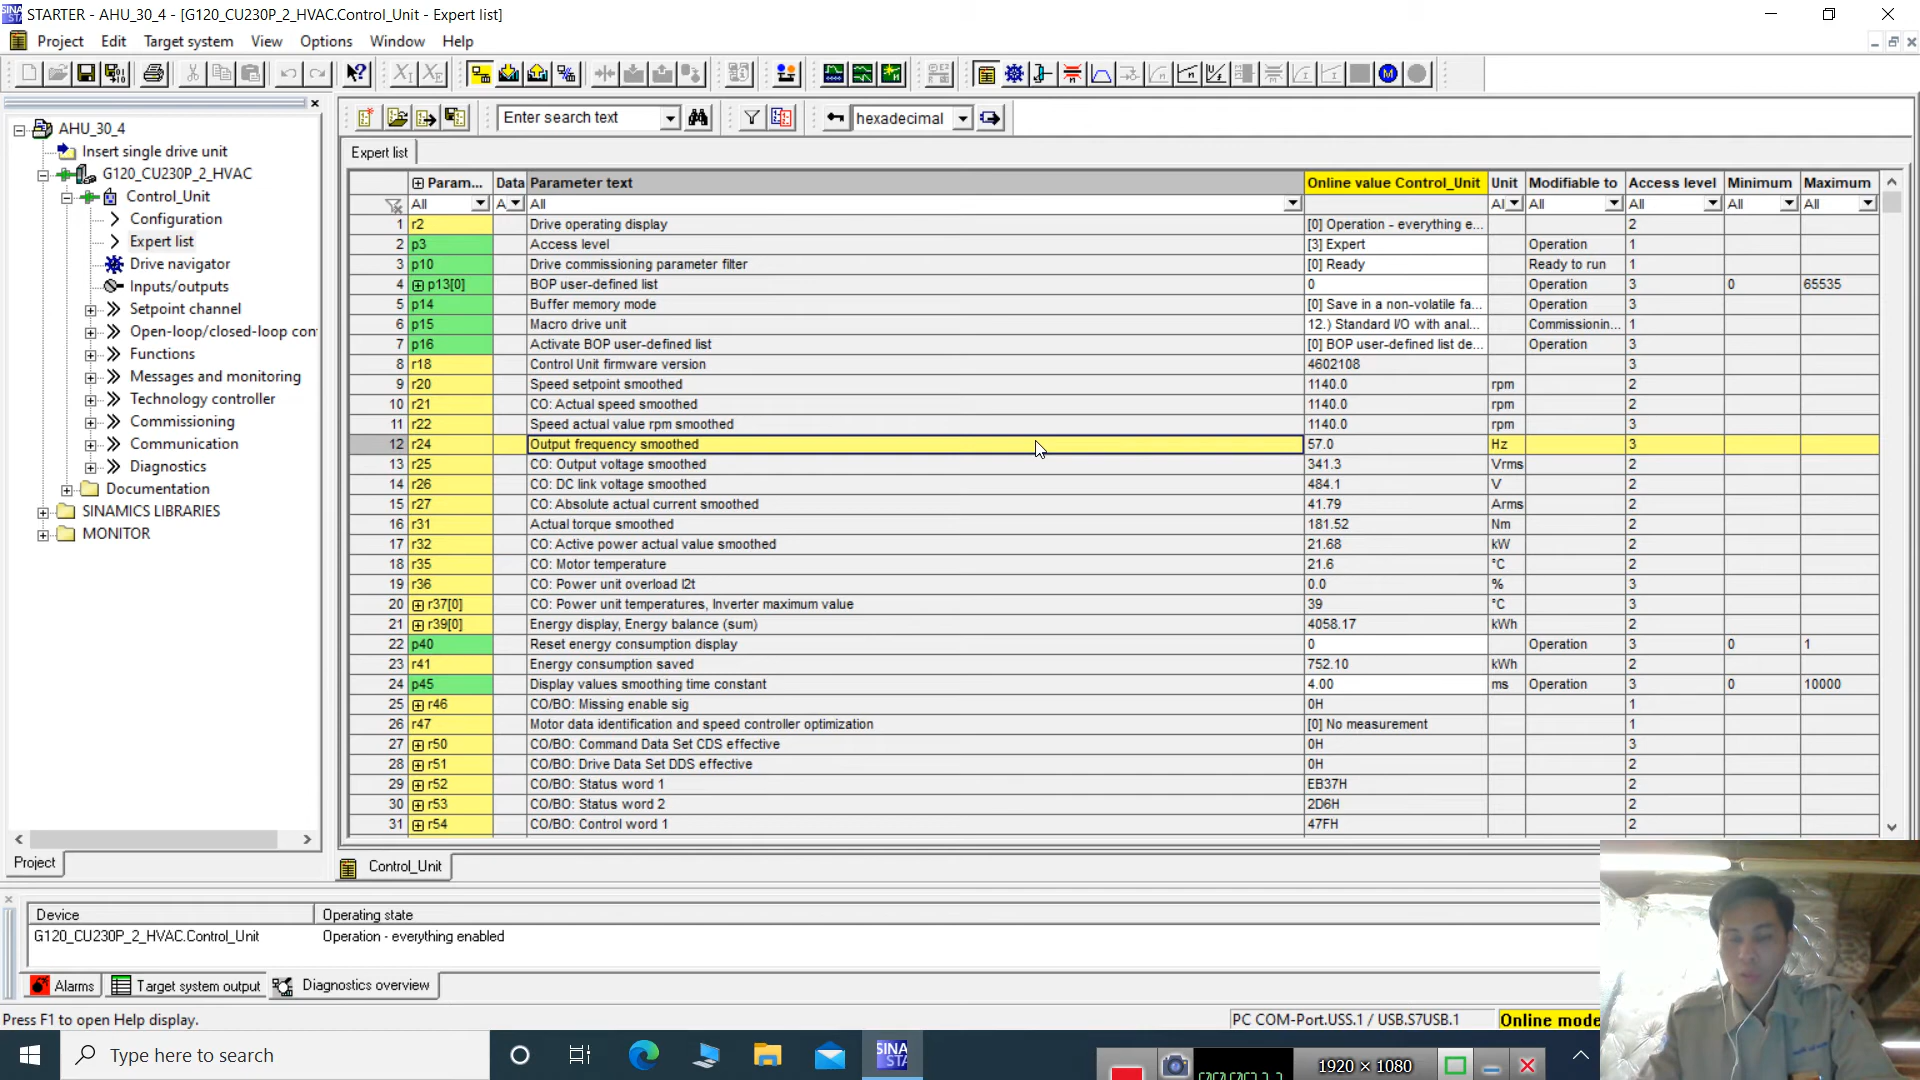 STARTER - AHU_30_4 - [G120_CU230P_2_HVAC.Control_Unit - Expert list]
Project Edit Target system View Options Window Help
Enter search text
hexadecimal
AHU_30_4
Insert single drive unit
G120_CU230P_2_HVAC
Control_Unit
Configuration
Expert list
Drive navigator
Inputs/outputs
Setpoint channel
Open-loop/closed-loop con
Functions
Messages and monitoring
Technology controller
Commissioning
Communication
Diagnostics
Documentation
SINAMICS LIBRARIES
MONITOR
Project
Expert list
Param... Data Parameter text Online value Control_Unit Unit Modifiable to Access level Minimum Maximum
All A All Al All All All All
1 r2 Drive operating display [0] Operation - everything e... 2
2 p3 Access level [3] Expert Operation 1
3 p10 Drive commissioning parameter filter [0] Ready Ready to run 1
4 p13[0] BOP user-defined list 0 Operation 3 0 65535
5 p14 Buffer memory mode [0] Save in a non-volatile fa... Operation 3
6 p15 Macro drive unit 12.) Standard I/O with anal... Commissionin... 1
7 p16 Activate BOP user-defined list [0] BOP user-defined list de... Operation 3
8 r18 Control Unit firmware version 4602108 3
9 r20 Speed setpoint smoothed 1140.0 rpm 2
10 r21 CO: Actual speed smoothed 1140.0 rpm 2
11 r22 Speed actual value rpm smoothed 1140.0 rpm 3
12 r24 Output frequency smoothed 57.0 Hz 3
13 r25 CO: Output voltage smoothed 341.3 Vrms 2
14 r26 CO: DC link voltage smoothed 484.1 V 2
15 r27 CO: Absolute actual current smoothed 41.79 Arms 2
16 r31 Actual torque smoothed 181.52 Nm 2
17 r32 CO: Active power actual value smoothed 21.68 kW 2
18 r35 CO: Motor temperature 21.6 °C 2
19 r36 CO: Power unit overload I2t 0.0 % 3
20 r37[0] CO: Power unit temperatures, Inverter maximum value 39 °C 3
21 r39[0] Energy display, Energy balance (sum) 4058.17 kWh 2
22 p40 Reset energy consumption display 0 Operation 3 0 1
23 r41 Energy consumption saved 752.10 kWh 2
24 p45 Display values smoothing time constant 4.00 ms Operation 3 0 10000
25 r46 CO/BO: Missing enable sig 0H 1
26 r47 Motor data identification and speed controller optimization [0] No measurement 1
27 r50 CO/BO: Command Data Set CDS effective 0H 3
28 r51 CO/BO: Drive Data Set DDS effective 0H 2
29 r52 CO/BO: Status word 1 EB37H 2
30 r53 CO/BO: Status word 2 2D6H 2
31 r54 CO/BO: Control word 1 47FH 2
Control_Unit
Device Operating state
G120_CU230P_2_HVAC.Control_Unit Operation - everything enabled
Alarms Target system output Diagnostics overview
Press F1 to open Help display.
PC COM-Port.USS.1 / USB.S7USB.1
Online mode
Type here to search
SINA
STA
1920 × 1080